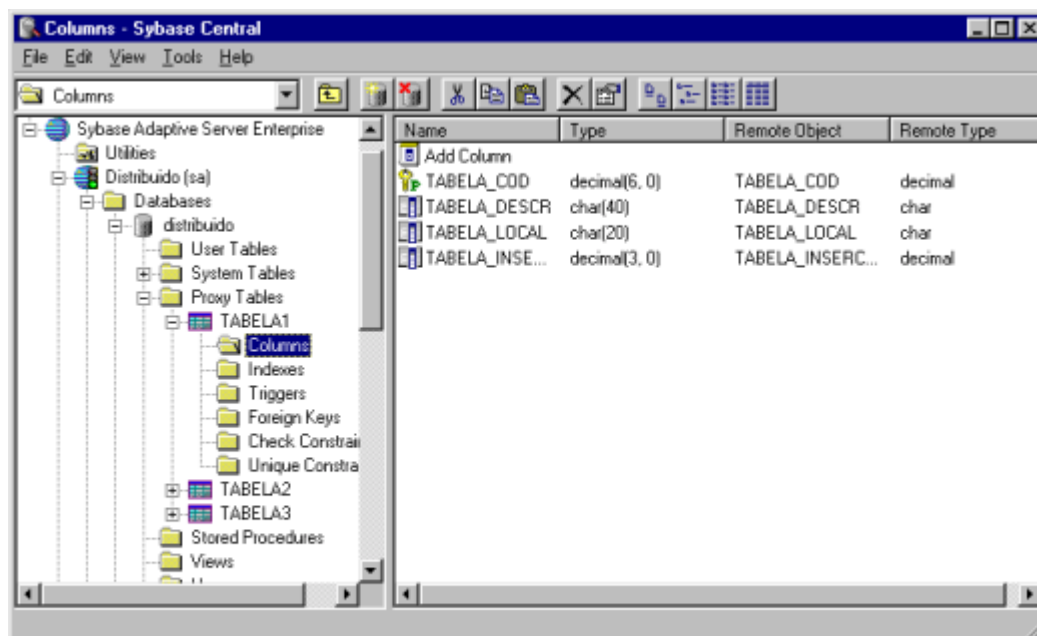 Columns - Sybase Central
File Edit View Tools Help
Columns
Sybase Adaptive Server Enterprise
Utilities
Distribuido (sa)
Databases
distribuido
User Tables
System Tables
Proxy Tables
TABELA1
Columns
Indexes
Triggers
Foreign Keys
Check Constrai
Unique Constra
TABELA2
TABELA3
Stored Procedures
Views
Name Type Remote Object Remote Type
Add Column
TABELA_COD decimal(6, 0) TABELA_COD decimal
TABELA_DESCR char(40) TABELA_DESCR char
TABELA_LOCAL char(20) TABELA_LOCAL char
TABELA_INSE... decimal(3, 0) TABELA_INSERC... decimal